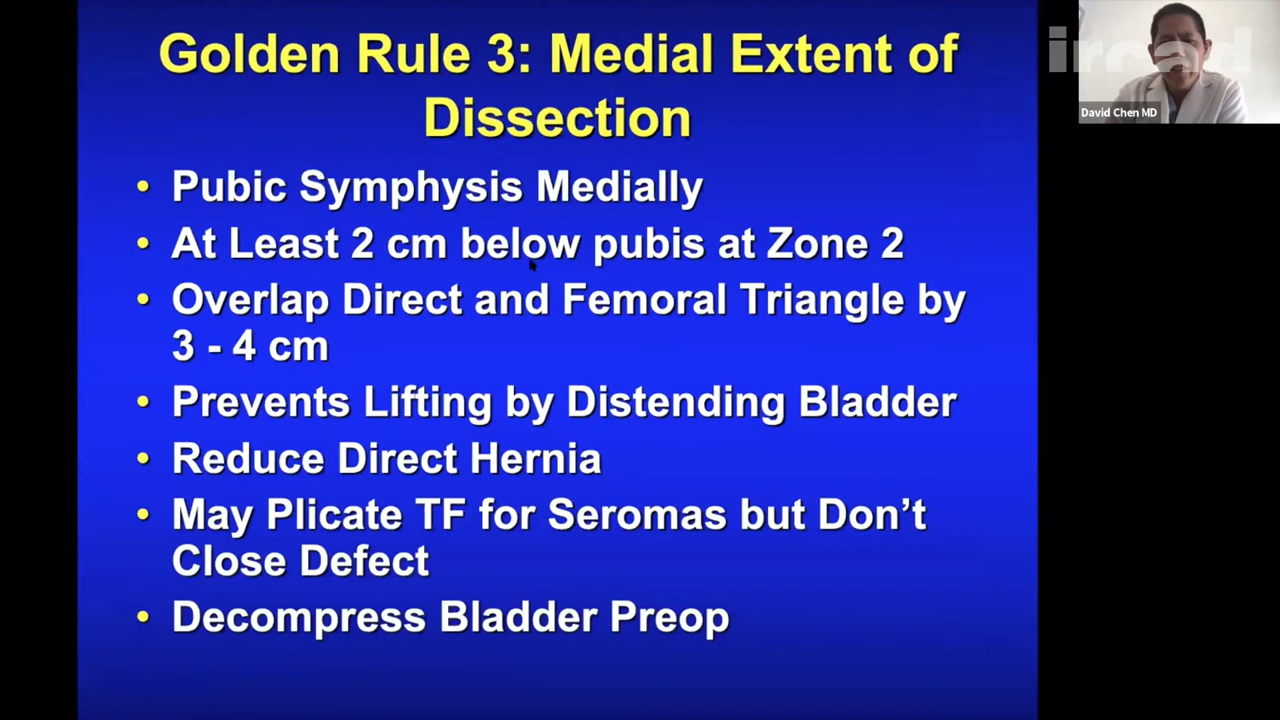 Golden Rule 3: Medial Extent of
Dissection
• Pubic Symphysis Medially
• At Least 2 cm below pubis at Zone 2
• Overlap Direct and Femoral Triangle by
3 - 4 cm
• Prevents Lifting by Distending Bladder
• Reduce Direct Hernia
• May Plicate TF for Seromas but Don’t
Close Defect
• Decompress Bladder Preop
ircad
David Chen MD